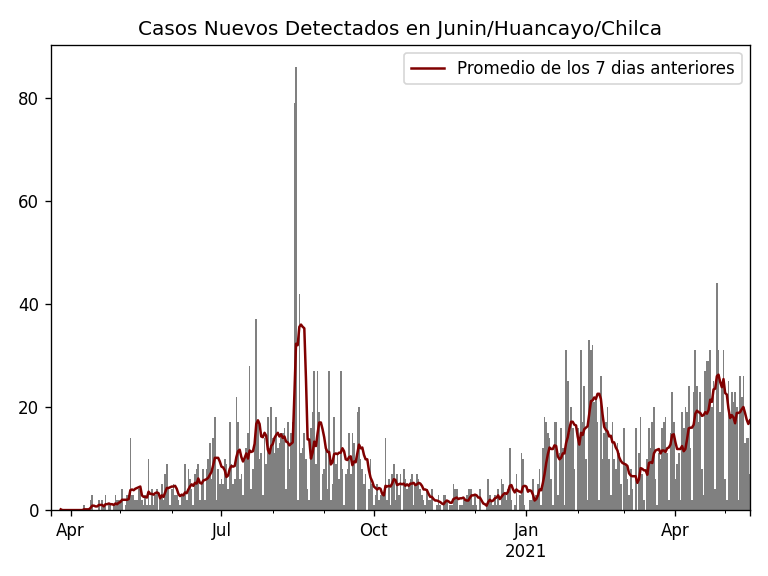 Casos Nuevos Detectados en Junin/Huancayo/Chilca
Promedio de los 7 dias anteriores
80
60
40
20
0
Apr Jul Oct Jan Apr
2021